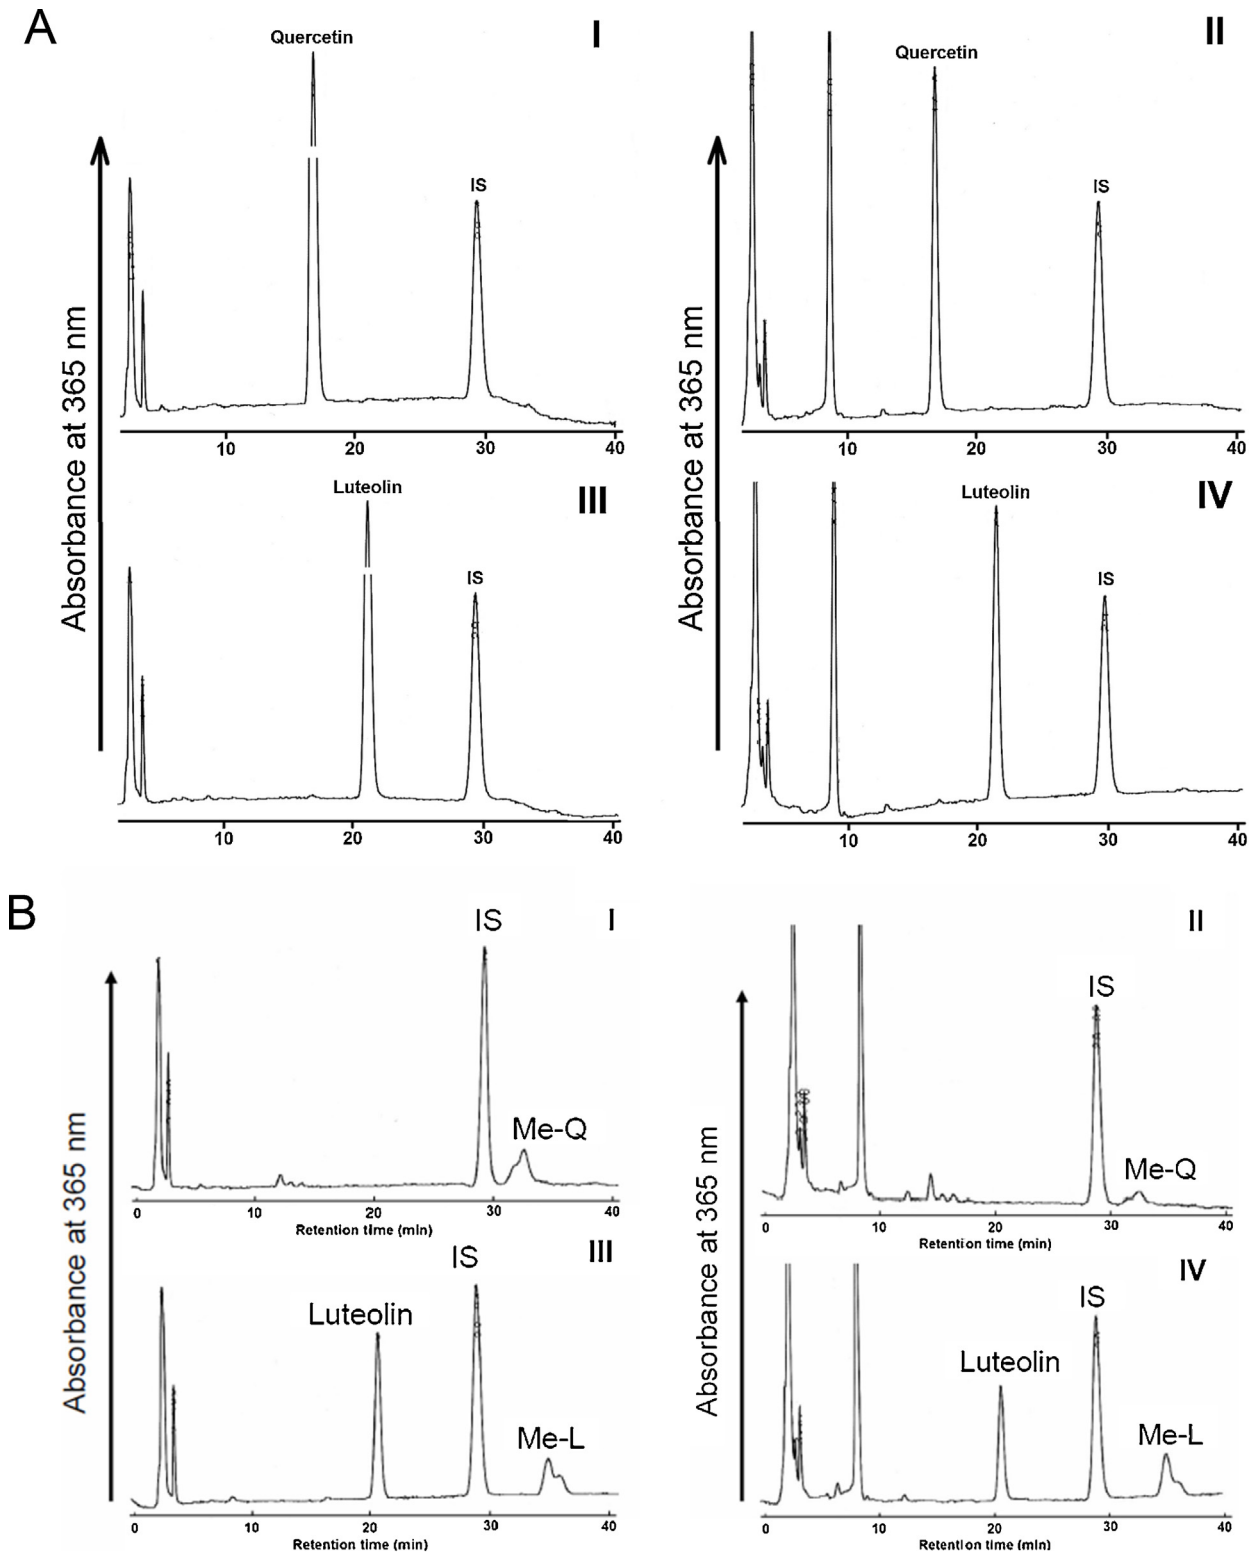 A
I
Quercetin
IS
Absorbance at 365 nm
10 20 30 40
II
Quercetin
IS
Absorbance at 365 nm
10 20 30 40
III
Luteolin
IS
10 20 30 40
IV
Luteolin
IS
10 20 30 40
B
I
IS
Me-Q
Absorbance at 365 nm
0 10 20 30 40
Retention time (min)
II
IS
Me-Q
Absorbance at 365 nm
0 10 20 30 40
Retention time (min)
III
IS
Luteolin
Me-L
0 10 20 30 40
Retention time (min)
IV
IS
Luteolin
Me-L
0 10 20 30 40
Retention time (min)